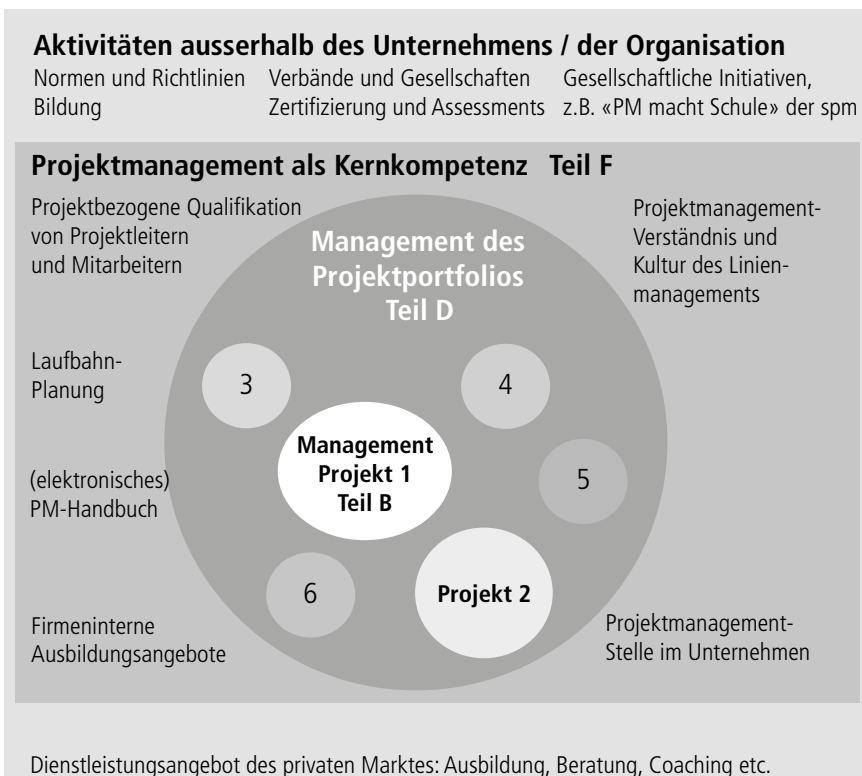 Aktivitäten ausserhalb des Unternehmens / der Organisation
Normen und Richtlinien Verbände und Gesellschaften Gesellschaftliche Initiativen,
Bildung Zertifizierung und Assessments z.B. «PM macht Schule» der spm
Projektmanagement als Kernkompetenz Teil F
Projektbezogene Qualifikation
von Projektleitern
und Mitarbeitern
Management des
Projektportfolios
Teil D
Projektmanagement-
Verständnis und
Kultur des Linien-
managements
Laufbahn-
Planung
3
4
Management
Projekt 1
Teil B
(elektronisches)
PM-Handbuch
5
6
Projekt 2
Firmeninterne
Ausbildungsangebote
Projektmanagement-
Stelle im Unternehmen
Dienstleistungsangebot des privaten Marktes: Ausbildung, Beratung, Coaching etc.